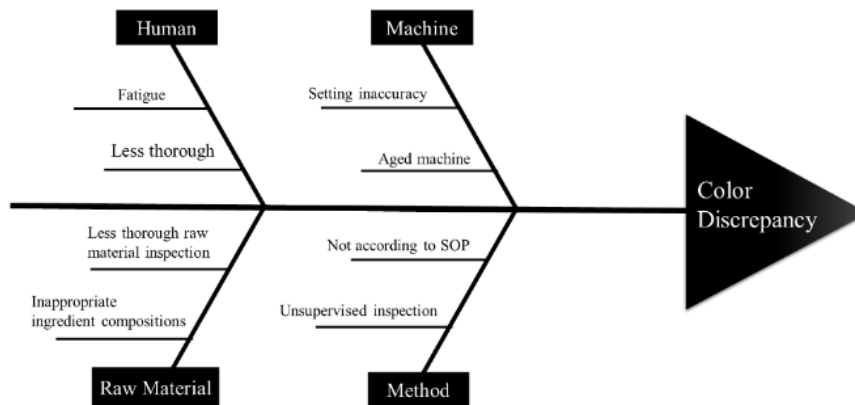 Human
Machine
Fatigue
Setting inaccuracy
Less thorough
Aged machine
Color
Discrepancy
Less thorough raw
material inspection
Not according to SOP
Inappropriate
ingredient compositions
Unsupervised inspection
Raw Material
Method